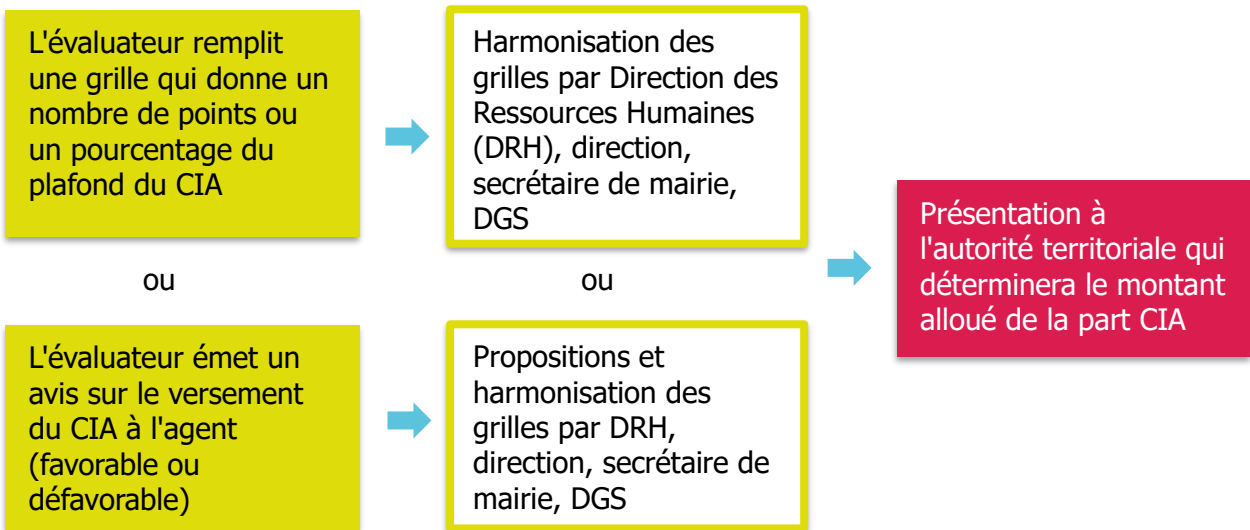 L'évaluateur remplit
une grille qui donne un
nombre de points ou
un pourcentage du
plafond du CIA
Harmonisation des
grilles par Direction des
Ressources Humaines
(DRH), direction,
secrétaire de mairie,
DGS
ou
ou
L'évaluateur émet un
avis sur le versement
du CIA à l'agent
(favorable ou
défavorable)
Propositions et
harmonisation des
grilles par DRH,
direction, secrétaire de
mairie, DGS
Présentation à
l'autorité territoriale qui
déterminera le montant
alloué de la part CIA